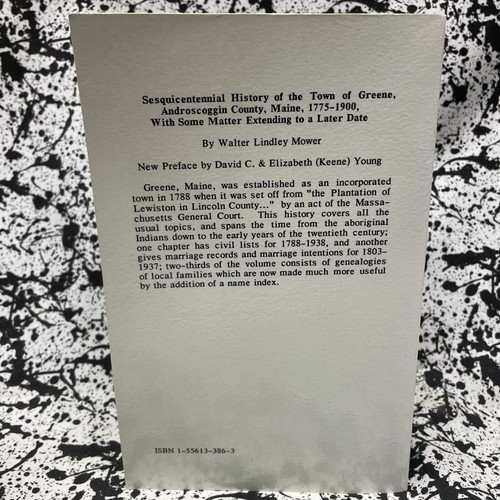 Sesquicentennial History of the Town of Greene,
Androscoggin County, Maine, 1775-1900,
With Some Matter Extending to a Later Date
By Walter Lindley Mower
New Preface by David C. & Elizabeth (Keene) Young
Greene, Maine, was established as an incorporated
town in 1788 when it was set off from "the Plantation of
Lewiston in Lincoln County..." by an act of the Massa-
chusetts General Court. This history covers all the
usual topics, and spans the time from the aboriginal
Indians down to the early years of the twentieth century;
one chapter has civil lists for 1788-1938, and another
gives marriage records and marriage intentions for 1803-
1937; two-thirds of the volume consists of genealogies
of local families which are now made much more useful
by the addition of a name index.
ISBN 1-55613-386-3